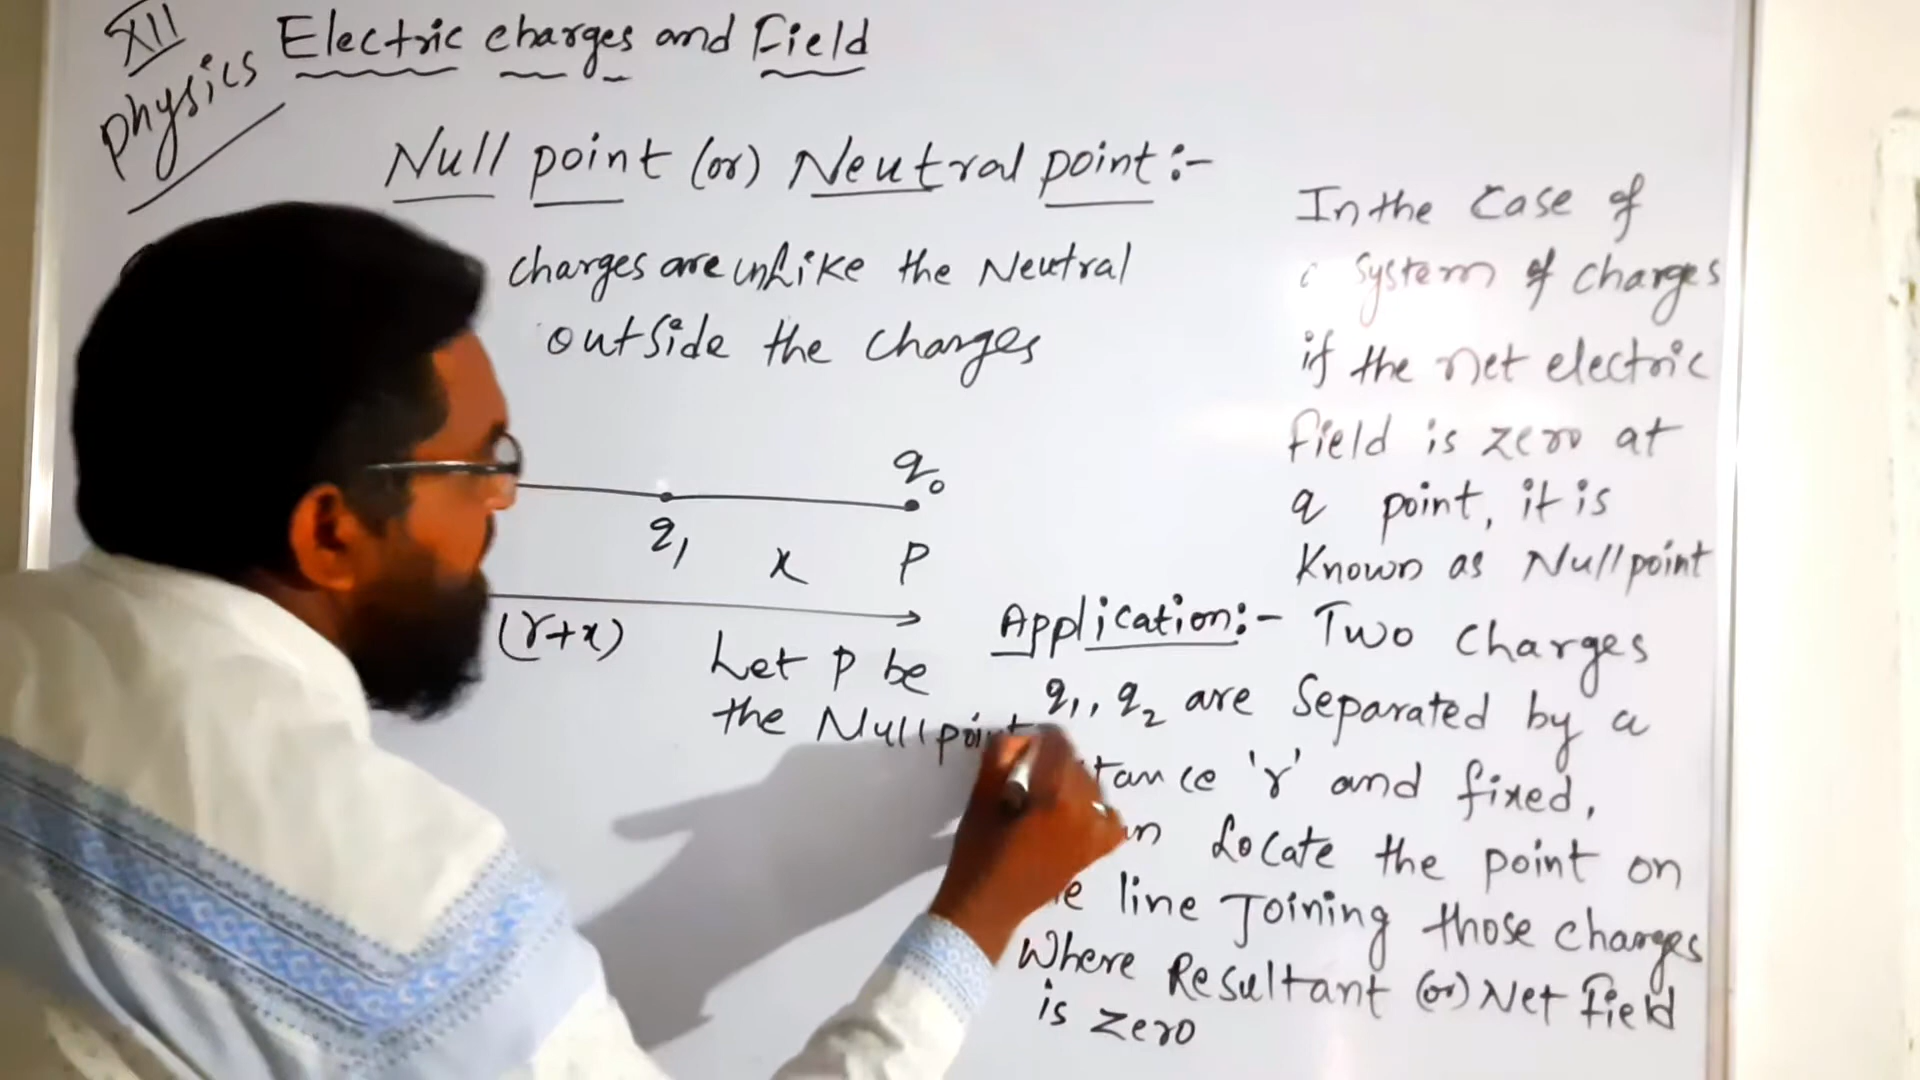 XII
physics
Electric charges and Field
Null point (or) Neutral point:-
charges are unlike the Neutral
outside the charges
q₀
q₁
x
P
(r+x)
Let P be
the Nullpoint
In the case of
system of charges
if the net electric
field is zero at
a point, it is
Known as Nullpoint
Application:- Two charges
q₁, q₂ are separated by a
'r' and fixed,
Locate the point on
line Joining those charges
Where Resultant (or) Net field
is zero